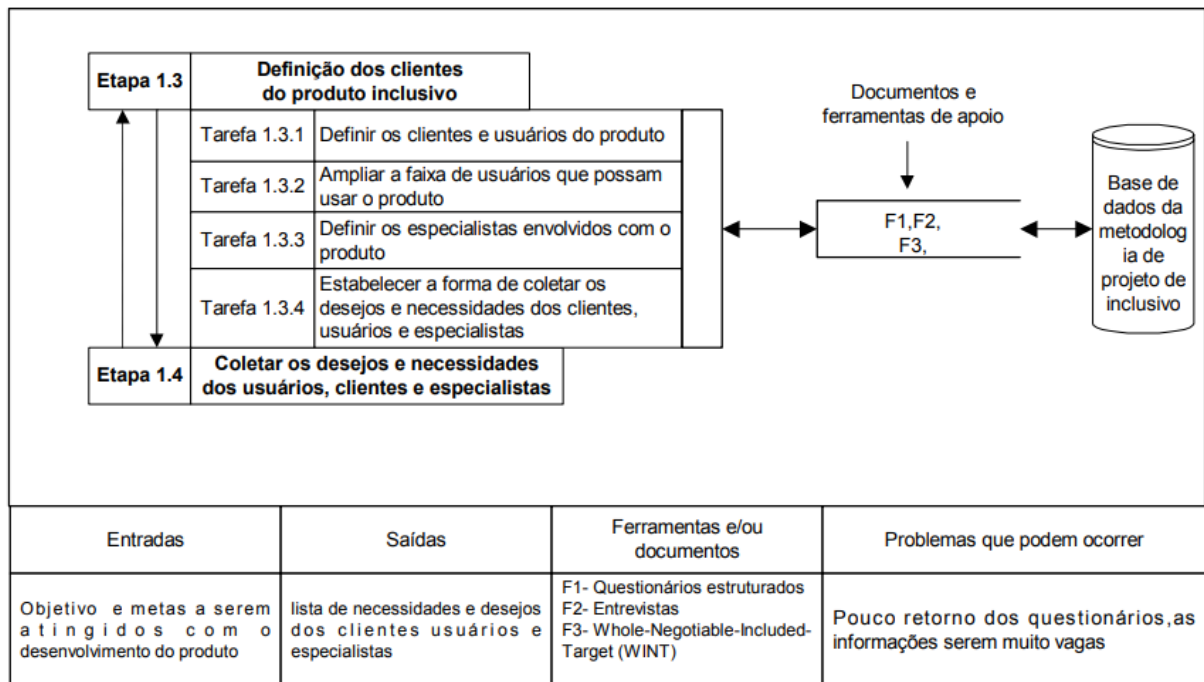 Etapa 1.3
Definição dos clientes
do produto inclusivo
Tarefa 1.3.1
Definir os clientes e usuários do produto
Tarefa 1.3.2
Ampliar a faixa de usuários que possam
usar o produto
Tarefa 1.3.3
Definir os especialistas envolvidos com o
produto
Tarefa 1.3.4
Estabelecer a forma de coletar os
desejos e necessidades dos clientes,
usuários e especialistas
Etapa 1.4
Coletar os desejos e necessidades
dos usuários, clientes e especialistas
Documentos e
ferramentas de apoio
F1,F2,
F3,
Base de
dados da
metodolog
ia de
projeto de
inclusivo
Entradas
Saídas
Ferramentas e/ou
documentos
Problemas que podem ocorrer
Objetivo e metas a serem
atingidos com o
desenvolvimento do produto
lista de necessidades e desejos
dos clientes usuários e
especialistas
F1- Questionários estruturados
F2- Entrevistas
F3- Whole-Negotiable-Included-
Target (WINT)
Pouco retorno dos questionários,as
informações serem muito vagas